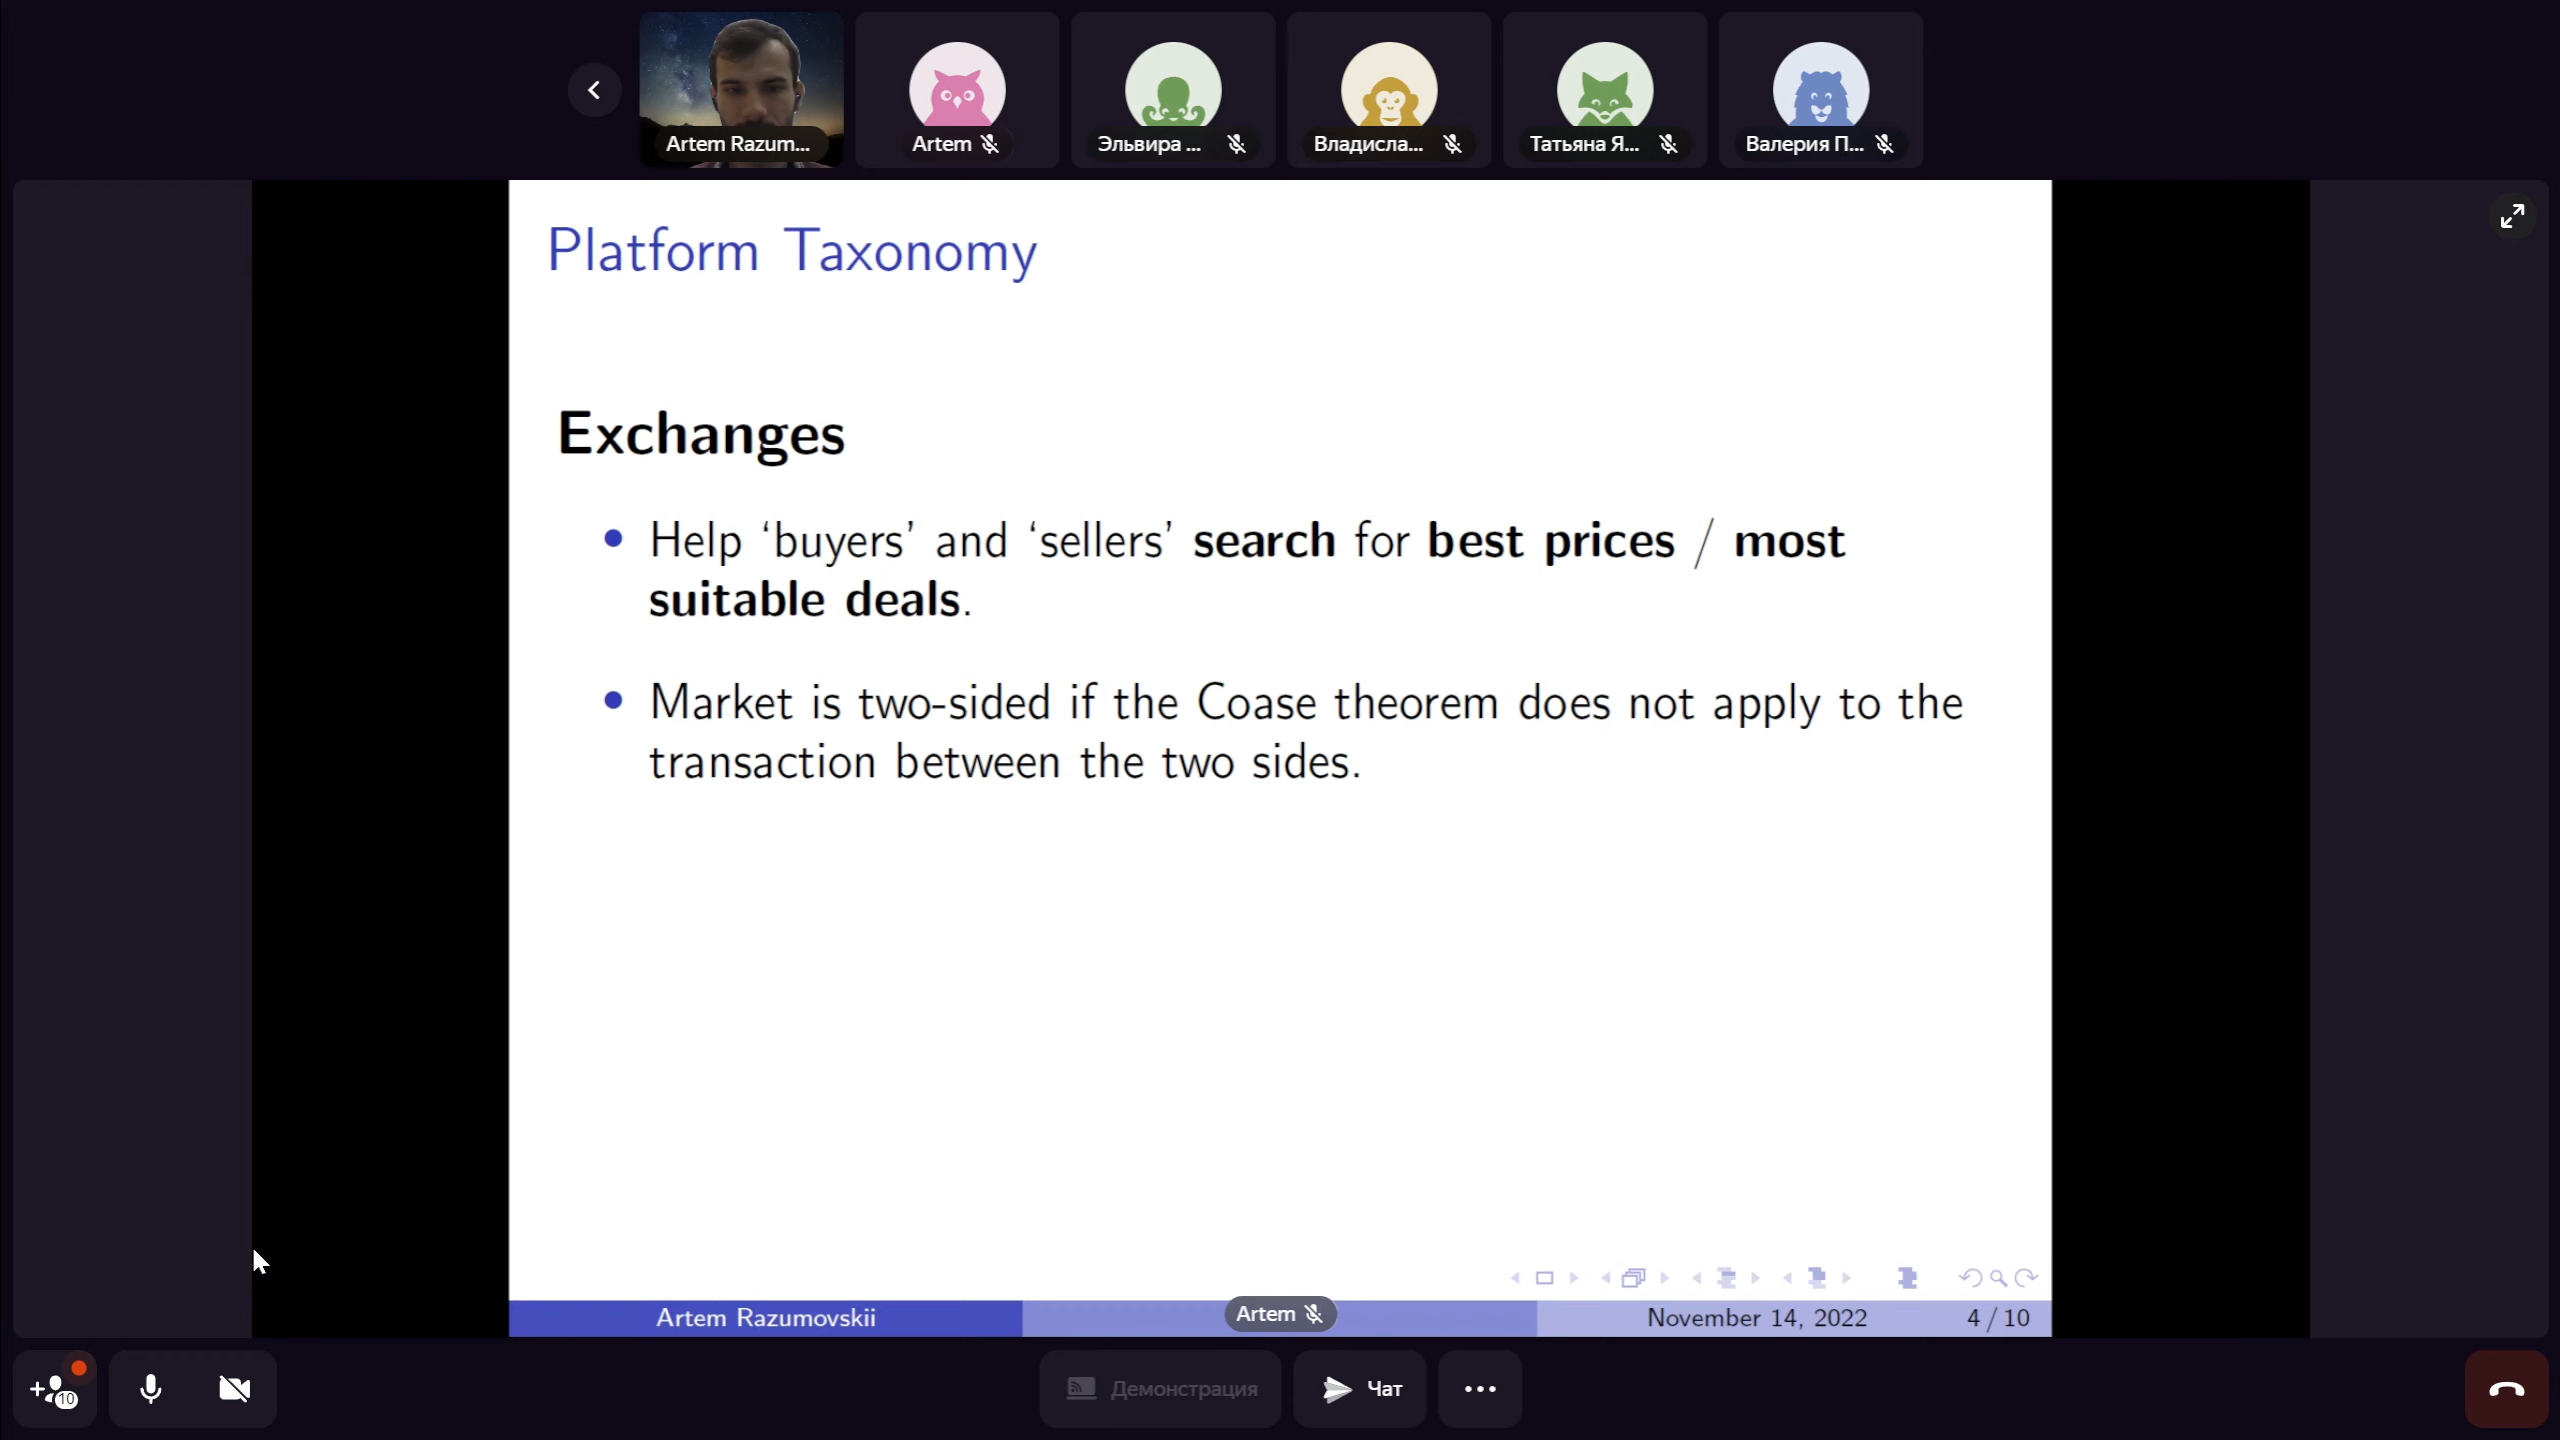 Artem Razum...
Artem
Эльвира ...
Владисла...
Татьяна Я...
Валерия П...
Platform Taxonomy
Exchanges
Help ‘buyers’ and ‘sellers’ search for best prices / most
suitable deals.
Market is two-sided if the Coase theorem does not apply to the
transaction between the two sides.
Artem Razumovskii
Artem
November 14, 2022
4 / 10
10
Демонстрация
Чат